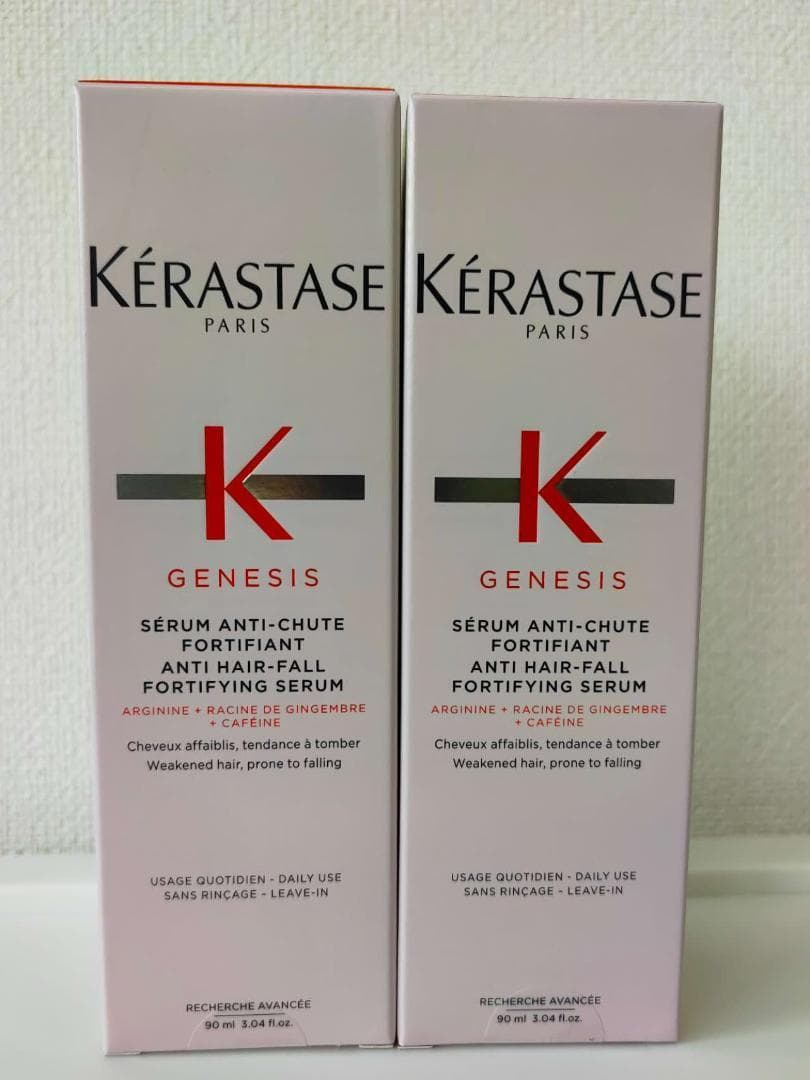 KÉRASTASE
PARIS
K
GENESIS
SÉRUM ANTI-CHUTE
FORTIFIANT
ANTI HAIR-FALL
FORTIFYING SERUM
ARGININE + RACINE DE GINGEMBRE
+ CAFÉINE
Cheveux affaiblis, tendance à tomber
Weakened hair, prone to falling
USAGE QUOTIDIEN - DAILY USE
SANS RINÇAGE - LEAVE-IN
RECHERCHE AVANCÉE
90 ml 3.04 fl.oz.
KÉRASTASE
PARIS
K
GENESIS
SÉRUM ANTI-CHUTE
FORTIFIANT
ANTI HAIR-FALL
FORTIFYING SERUM
ARGININE + RACINE DE GINGEMBRE
+ CAFÉINE
Cheveux affaiblis, tendance à tomber
Weakened hair, prone to falling
USAGE QUOTIDIEN - DAILY USE
SANS RINÇAGE - LEAVE-IN
RECHERCHE AVANCÉE
90 ml 3.04 fl.oz.